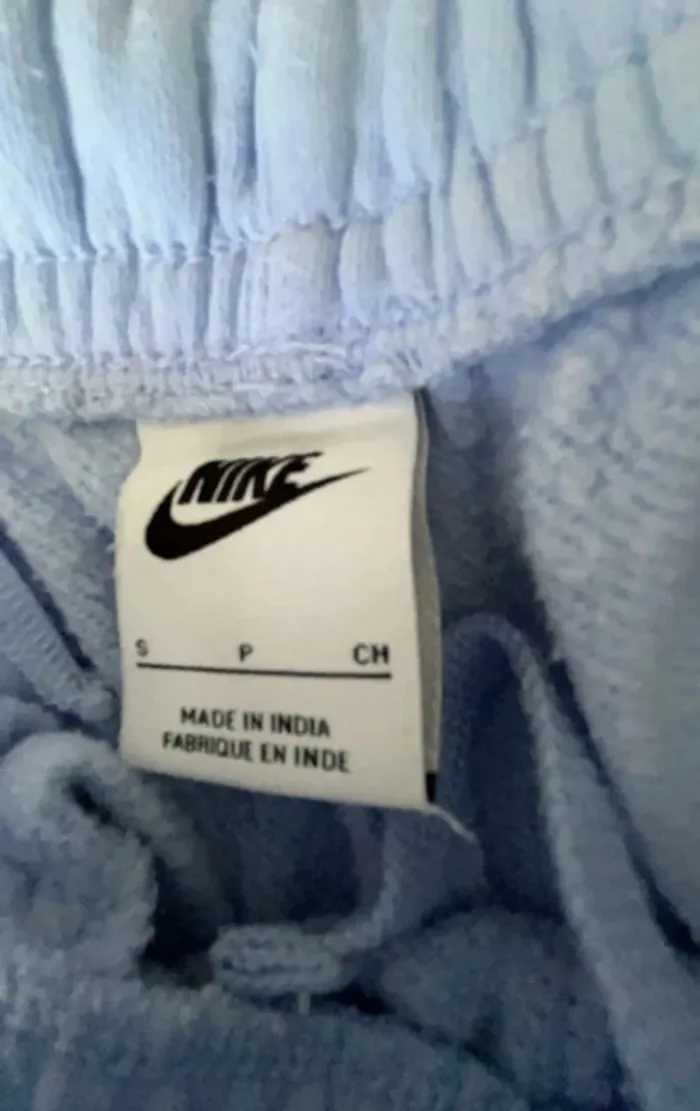 NIKE
S P CH
MADE IN INDIA
FABRIQUE EN INDE